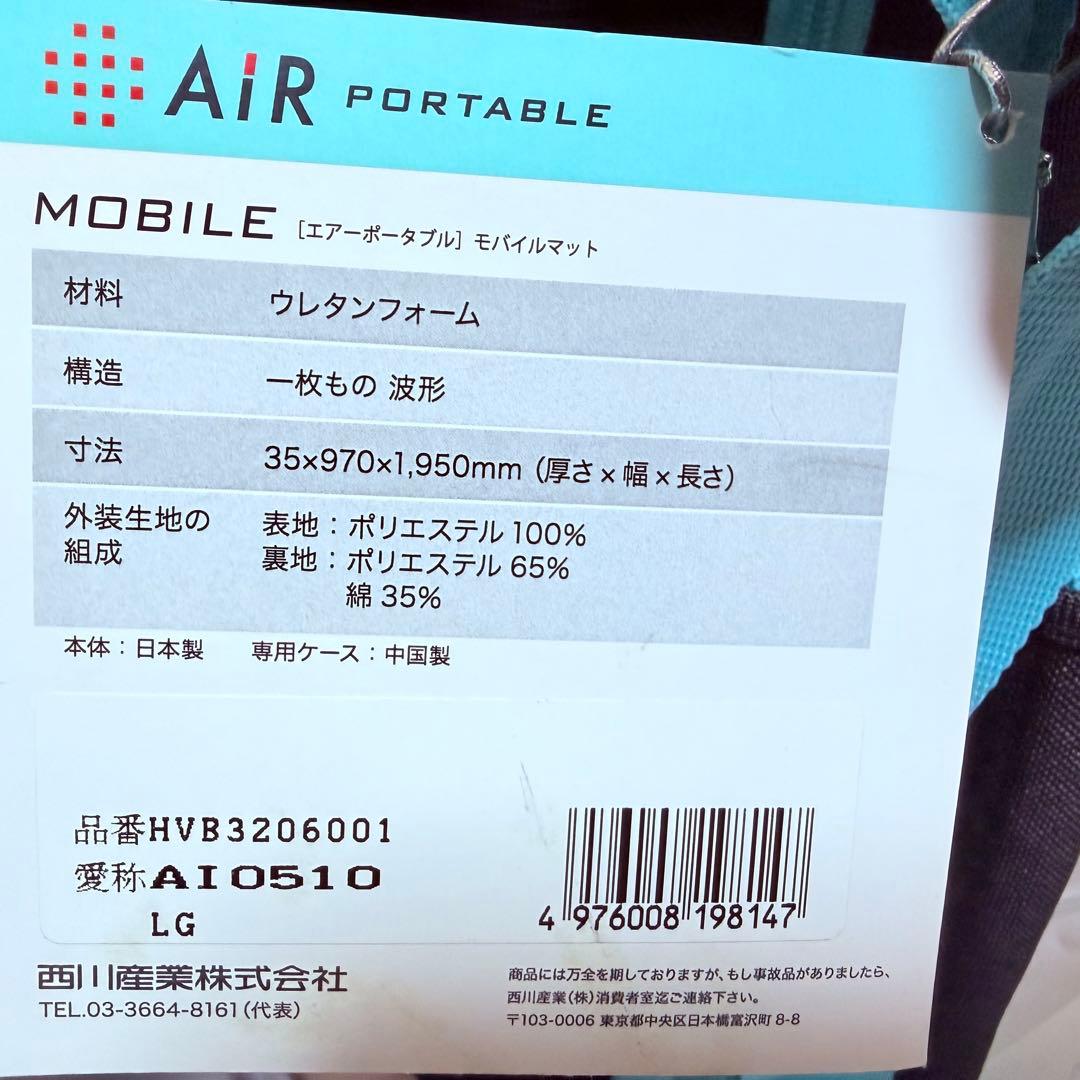 AiR PORTABLE
MOBILE [エアーポータブル] モバイルマット
材料 ウレタンフォーム
構造 一枚もの 波形
寸法 35×970×1,950mm (厚さ×幅×長さ)
外装生地の 表地:ポリエステル100%
組成 裏地:ポリエステル65%
綿35%
本体:日本製 専用ケース:中国製
品番HVB3206001
愛称AI0510
LG
4 976008 198147
西川産業株式会社
TEL.03-3664-8161(代表)
商品には万全を期しておりますが、もし事故品がありましたら、
西川産業(株)消費者室迄ご連絡下さい。
〒103-0006 東京都中央区日本橋富沢町 8-8